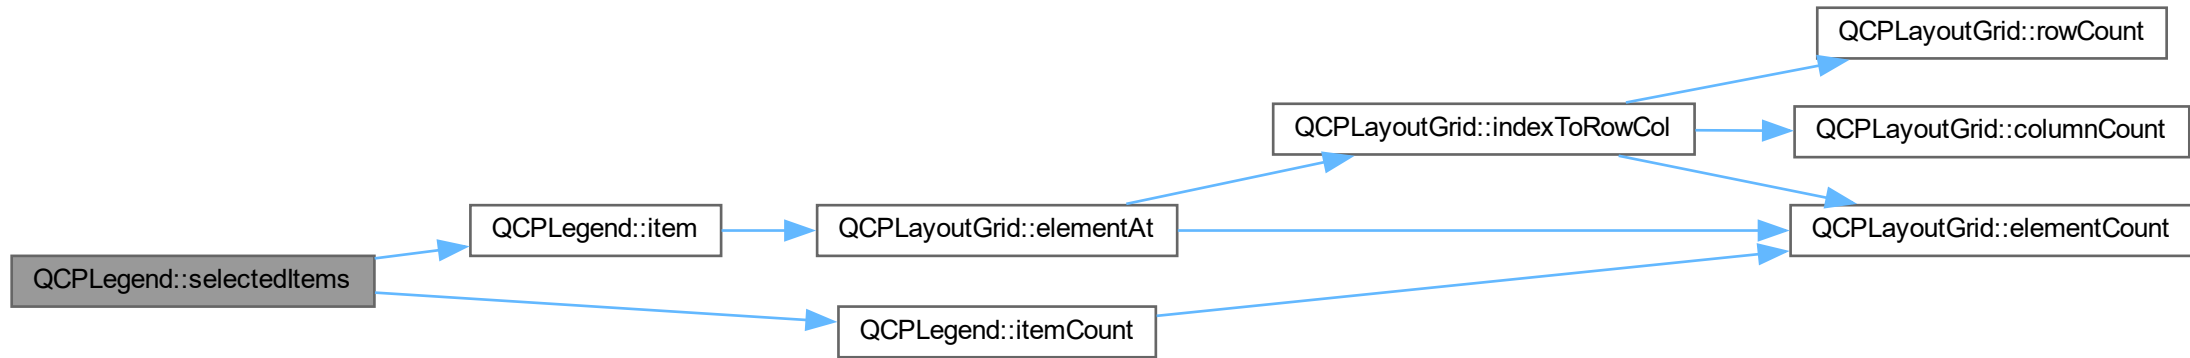 QCPLegend::selectedItems
QCPLegend::item
QCPLegend::itemCount
QCPLayoutGrid::elementAt
QCPLayoutGrid::indexToRowCol
QCPLayoutGrid::rowCount
QCPLayoutGrid::columnCount
QCPLayoutGrid::elementCount